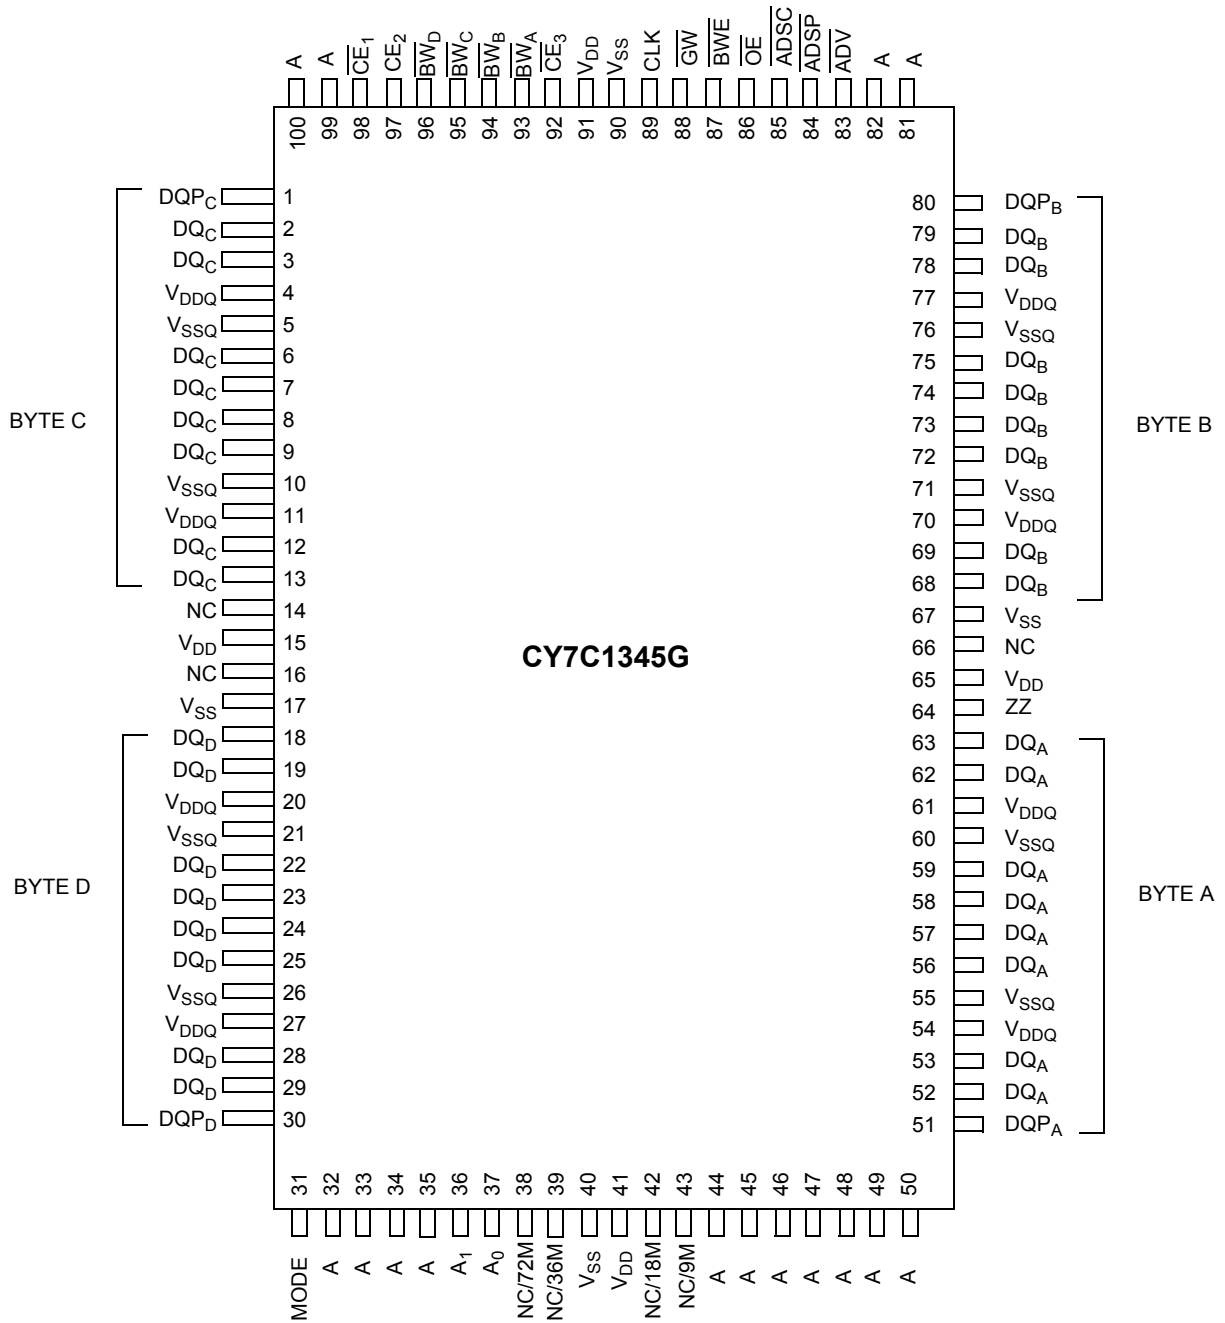 A A CE1 CE2 BWD BWC BWB BWA CE3 VDD VSS CLK GW BWE OE ADSC ADSP ADV A A
100 99 98 97 96 95 94 93 92 91 90 89 88 87 86 85 84 83 82 81
DQPC 1
DQC 2
DQC 3
VDDQ 4
VSSQ 5
DQC 6
DQC 7
DQC 8
DQC 9
VSSQ 10
VDDQ 11
DQC 12
DQC 13
BYTE C
NC 14
VDD 15
NC 16
VSS 17
DQD 18
DQD 19
VDDQ 20
VSSQ 21
DQD 22
DQD 23
DQD 24
DQD 25
VSSQ 26
VDDQ 27
DQD 28
DQD 29
DQPD 30
BYTE D
CY7C1345G
80 DQPB
79 DQB
78 DQB
77 VDDQ
76 VSSQ
75 DQB
74 DQB
73 DQB
72 DQB
71 VSSQ
70 VDDQ
69 DQB
68 DQB
BYTE B
67 VSS
66 NC
65 VDD
64 ZZ
63 DQA
62 DQA
61 VDDQ
60 VSSQ
59 DQA
58 DQA
57 DQA
56 DQA
55 VSSQ
54 VDDQ
53 DQA
52 DQA
51 DQPA
BYTE A
31 32 33 34 35 36 37 38 39 40 41 42 43 44 45 46 47 48 49 50
MODE A A A A A1 A0 NC/72M NC/36M VSS VDD NC/18M NC/9M A A A A A A A